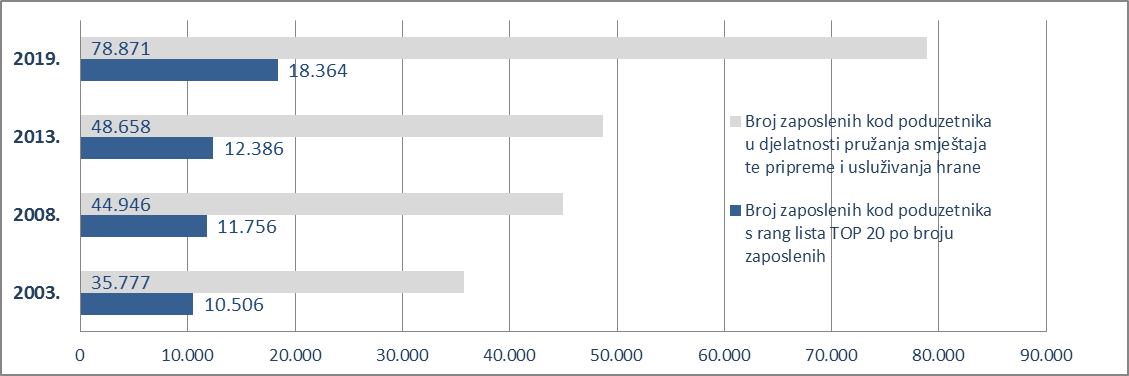 2019.
78.871
18.364
2013.
48.658
12.386
2008.
44.946
11.756
2003.
35.777
10.506
Broj zaposlenih kod poduzetnika
u djelatnosti pružanja smještaja
te pripreme i usluživanja hrane
Broj zaposlenih kod poduzetnika
s rang lista TOP 20 po broju
zaposlenih
0 10.000 20.000 30.000 40.000 50.000 60.000 70.000 80.000 90.000